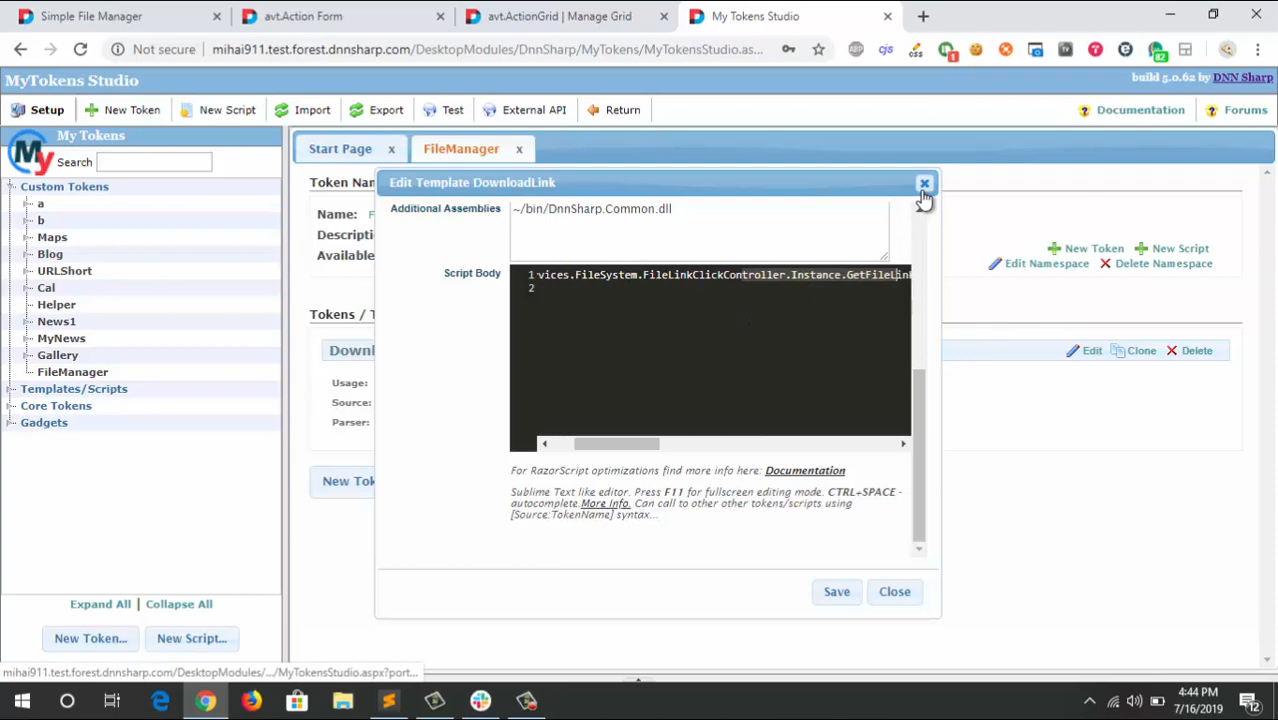 Simple File Manager
avt.Action Form
avt.ActionGrid | Manage Grid
My Tokens Studio
Not secure
mihai911.test.forest.dnnsharp.com/DesktopModules/DnnSharp/MyTokens/MyTokensStudio.as...
MyTokens Studio
build 5.0.62 by DNN Sharp
Setup
New Token
New Script
Import
Export
Test
External API
Return
Documentation
Forums
My Tokens
My
Search
Start Page x
FileManager x
Custom Tokens
a
b
Maps
Blog
URLShort
Cal
Helper
News1
MyNews
Gallery
FileManager
Templates/Scripts
Core Tokens
Gadgets
Expand All | Collapse All
New Token...
New Script...
Token Nam
Name: F
Descripti
Available
New Token
New Script
Edit Namespace
Delete Namespace
Tokens / T
Downl
Edit
Clone
Delete
Usage:
Source:
Parser:
New Tok
Edit Template DownloadLink
Additional Assemblies
~/bin/DnnSharp.Common.dll
Script Body
1 vices.FileSystem.FileLinkClickController.Instance.GetFileLink
2
For RazorScript optimizations find more info here: Documentation
Sublime Text like editor. Press F11 for fullscreen editing mode. CTRL+SPACE -
autocomplete.More Info. Can call to other other tokens/scripts using
[Source:TokenName] syntax...
Save
Close
mihai911.test.forest.dnnsharp.com/DesktopModules/.../MyTokensStudio.aspx?port...
4:44 PM
7/16/2019
12